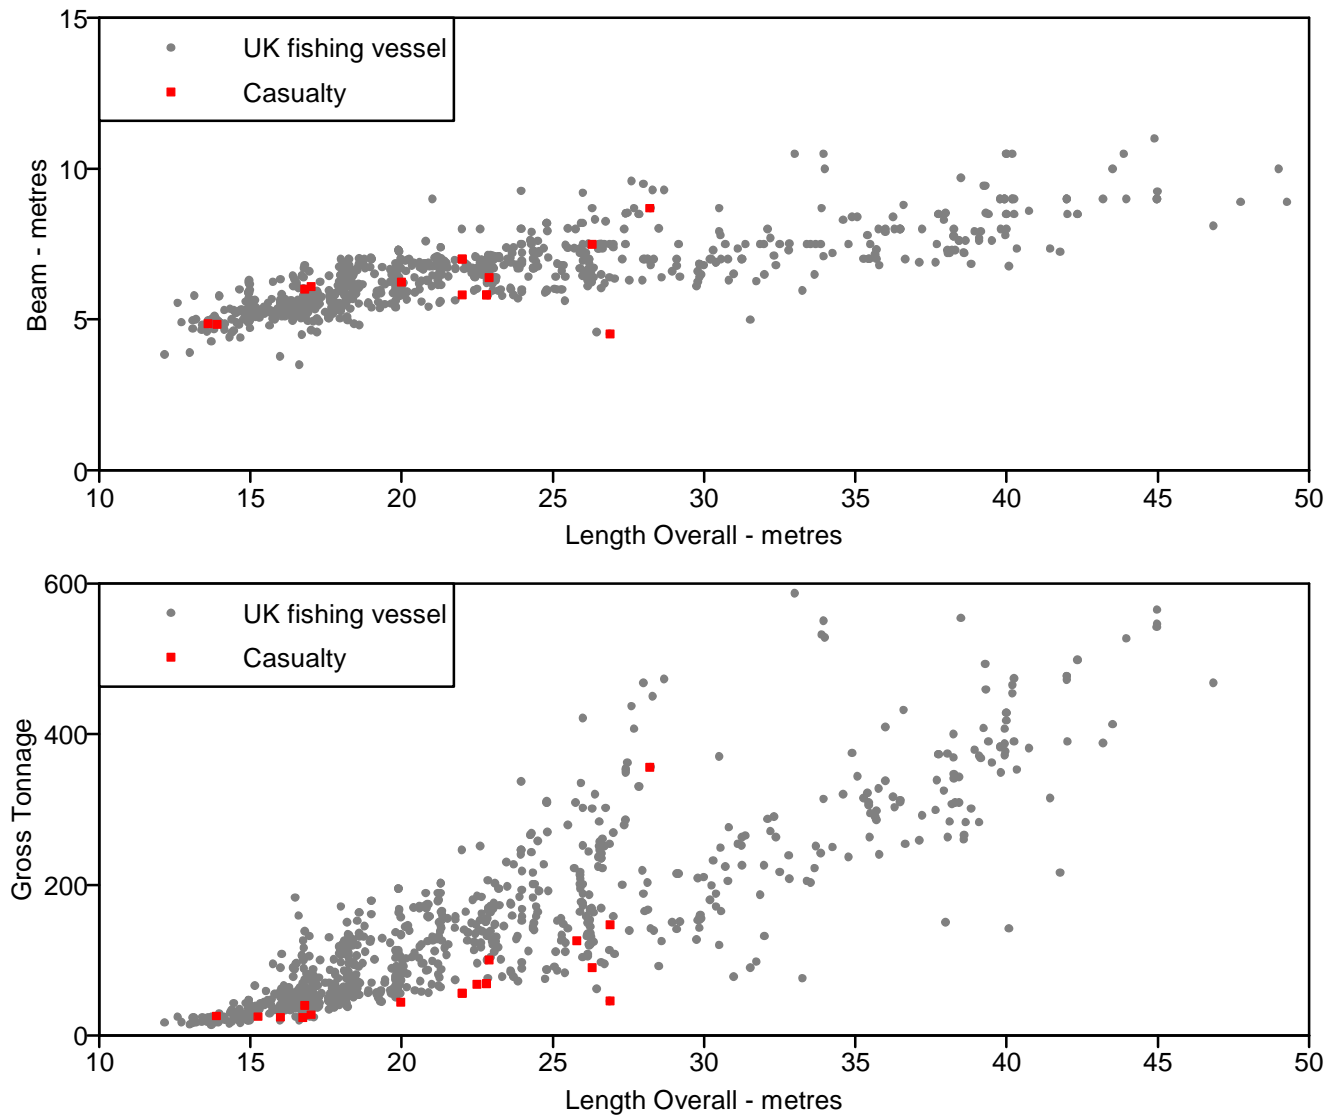 15
UK fishing vessel
Casualty
10
5
0
Beam - metres
10 15 20 25 30 35 40 45 50
Length Overall - metres
600
UK fishing vessel
Casualty
400
200
0
Gross Tonnage
10 15 20 25 30 35 40 45 50
Length Overall - metres